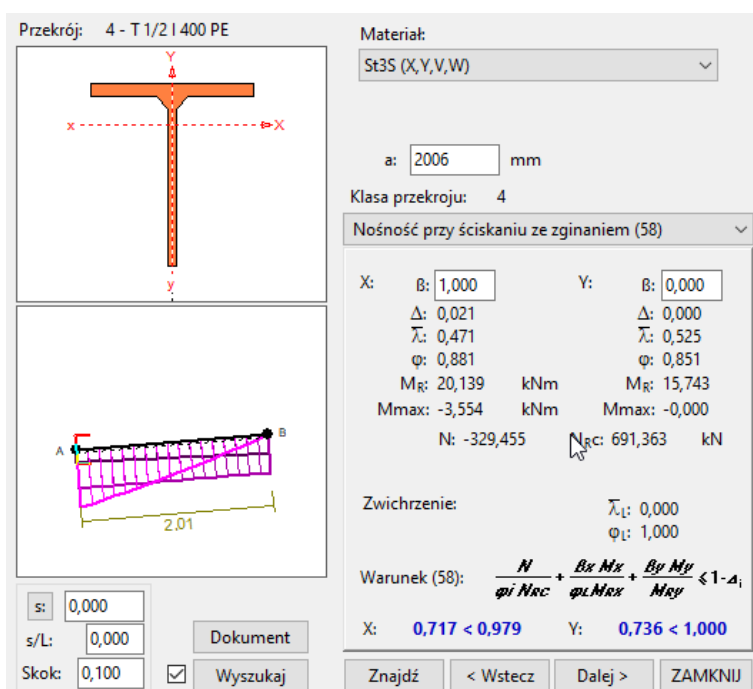 Przekrój: 4 - T 1/2 I 400 PE
Materiał:
St3S (X,Y,V,W)
Y
x X
y
a: 2006 mm
Klasa przekroju: 4
Nośność przy ściskaniu ze zginaniem (58)
X: ß: 1,000 Y: ß: 0,000
Δ: 0,021 Δ: 0,000
λ̅: 0,471 λ̅: 0,525
φ: 0,881 φ: 0,851
MR: 20,139 kNm MR: 15,743
Mmax: -3,554 kNm Mmax: -0,000
N: -329,455 NRC: 691,363 kN
A B
2,01
Zwichrzenie: λ̅L: 0,000
φL: 1,000
Warunek (58): N/φi NRC + Bx Mx/φL MRX + By My/MRy ≤ 1-Δi
X: 0,717 < 0,979 Y: 0,736 < 1,000
s: 0,000
s/L: 0,000 Dokument
Skok: 0,100 Wyszukaj
Znajdź < Wstecz Dalej > ZAMKNIJ